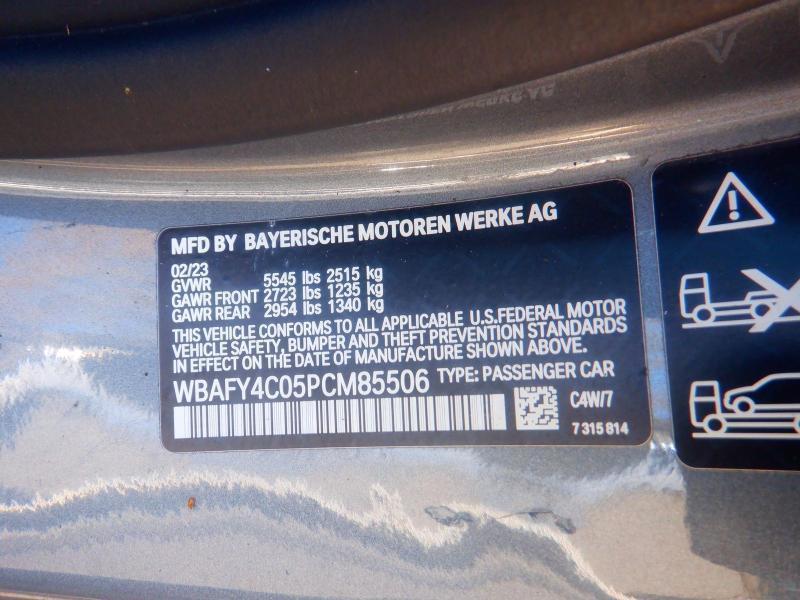 MFD BY BAYERISCHE MOTOREN WERKE AG
02/23
GVWR 5545 lbs 2515 kg
GAWR FRONT 2723 lbs 1235 kg
GAWR REAR 2954 lbs 1340 kg
THIS VEHICLE CONFORMS TO ALL APPLICABLE U.S.FEDERAL MOTOR
VEHICLE SAFETY, BUMPER AND THEFT PREVENTION STANDARDS
IN EFFECT ON THE DATE OF MANUFACTURE SHOWN ABOVE.
WBAFY4C05PCM85506 TYPE: PASSENGER CAR
C4W/7
7 315 814